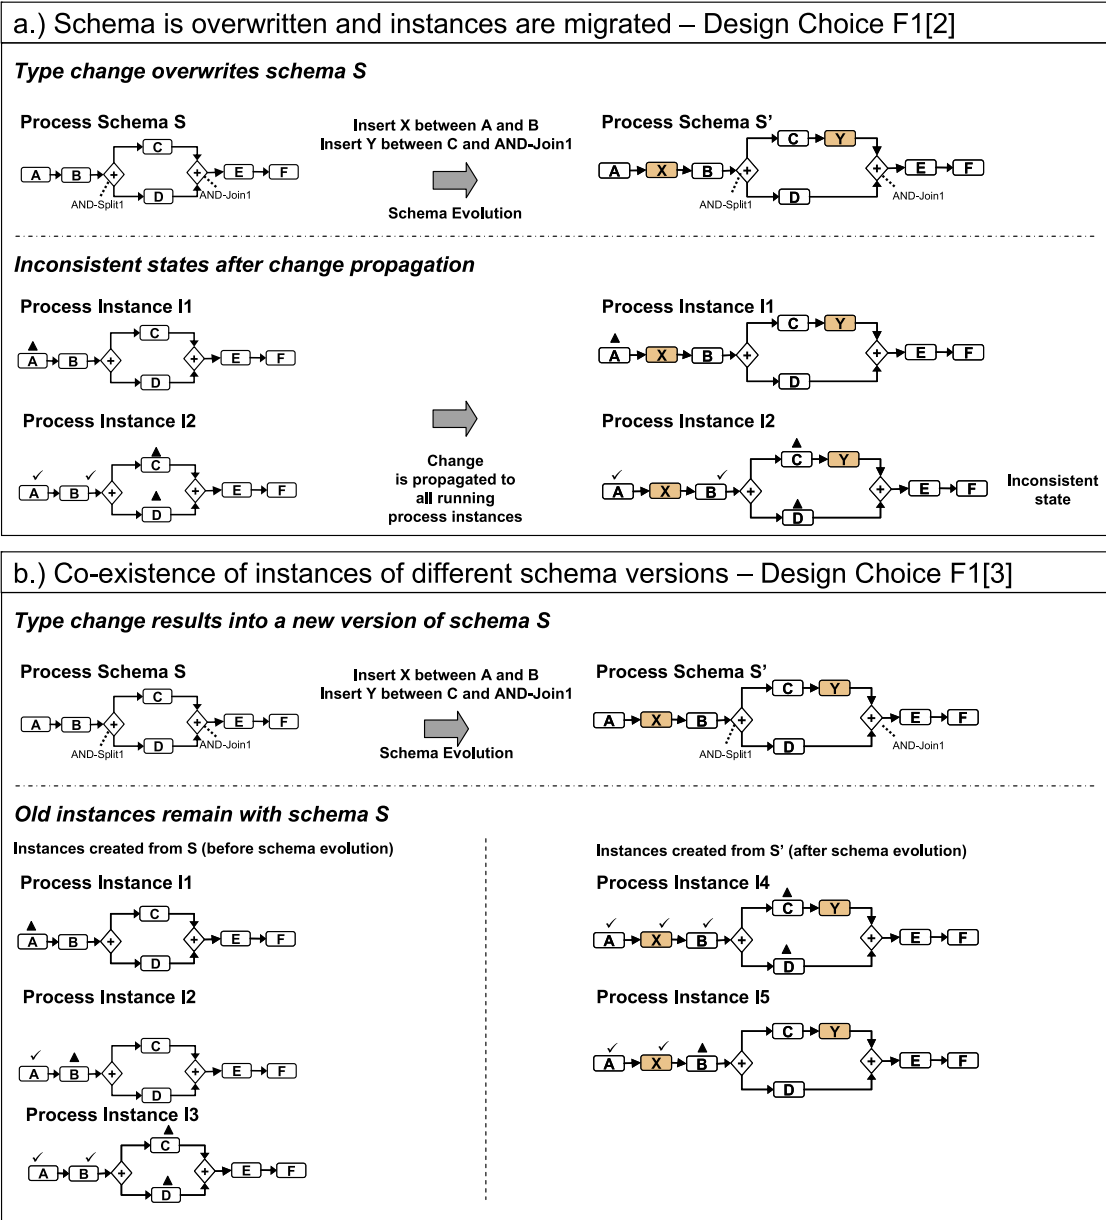 a.) Schema is overwritten and instances are migrated – Design Choice F1[2]
Type change overwrites schema S
Process Schema S
A B C D E F
+ +
AND-Split1
AND-Join1
Insert X between A and B
Insert Y between C and AND-Join1
Schema Evolution
Process Schema S'
A X B C Y D E F
+ +
AND-Split1
AND-Join1
Inconsistent states after change propagation
Process Instance I1
A B C D E F
+ +
Process Instance I1
A X B C Y D E F
+ +
Process Instance I2
✓ ✓
A B C D E F
+ +
Change
is propagated to
all running
process instances
Process Instance I2
✓ ✓
A X B C Y D E F
+ +
Inconsistent
state
b.) Co-existence of instances of different schema versions – Design Choice F1[3]
Type change results into a new version of schema S
Process Schema S
A B C D E F
+ +
AND-Split1
AND-Join1
Insert X between A and B
Insert Y between C and AND-Join1
Schema Evolution
Process Schema S'
A X B C Y D E F
+ +
AND-Split1
AND-Join1
Old instances remain with schema S
Instances created from S (before schema evolution)
Process Instance I1
A B C D E F
+ +
Process Instance I2
✓
A B C D E F
+ +
Process Instance I3
✓ ✓
A B C D E F
+ +
Instances created from S' (after schema evolution)
Process Instance I4
✓ ✓ ✓
A X B C Y D E F
+ +
Process Instance I5
✓ ✓
A X B C Y D E F
+ +